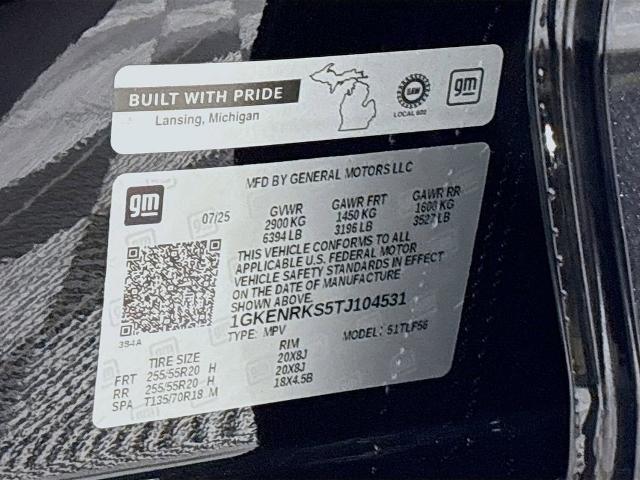 BUILT WITH PRIDE
Lansing, Michigan
UAW
LOCAL 602
gm
gm
MFD BY GENERAL MOTORS LLC
07/25
GVWR GAWR FRT GAWR RR
2900 KG 1450 KG 1600 KG
6394 LB 3196 LB 3527 LB
THIS VEHICLE CONFORMS TO ALL
APPLICABLE U.S. FEDERAL MOTOR
VEHICLE SAFETY STANDARDS IN EFFECT
ON THE DATE OF MANUFACTURE
SHOWN ABOVE.
1GKENRKS5TJ104531
TYPE: MPV MODEL: 51TLF56
3S4A
TIRE SIZE RIM
FRT 255/55R20 H 20X8J
RR 255/55R20 H 20X8J
SPA T135/70R18 M 18X4.5B